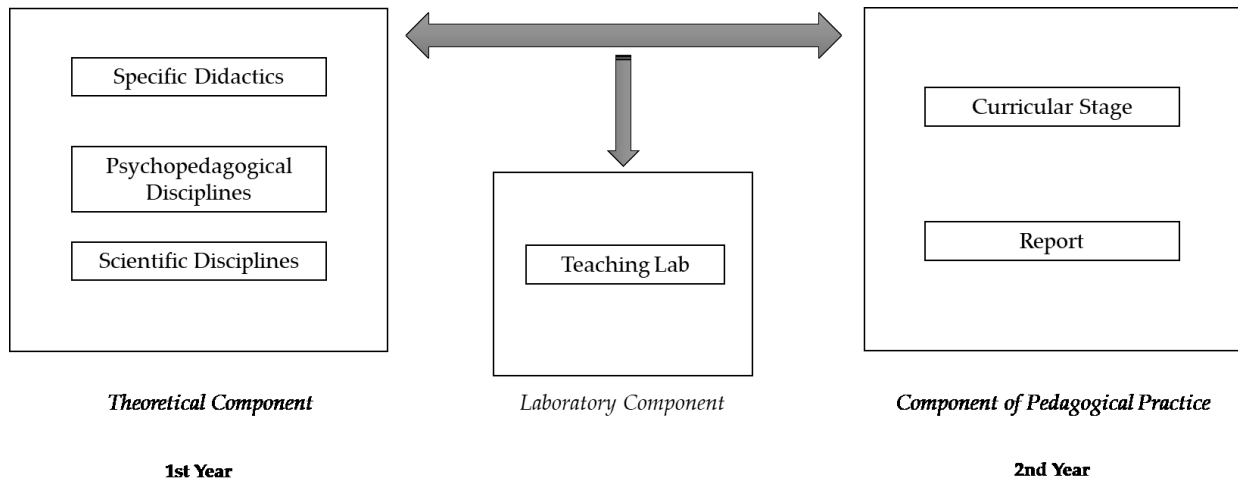 Specific Didactics
Psychopedagogical
Disciplines
Scientific Disciplines
Theoretical Component
1st Year
Teaching Lab
Laboratory Component
Curricular Stage
Report
Component of Pedagogical Practice
2nd Year